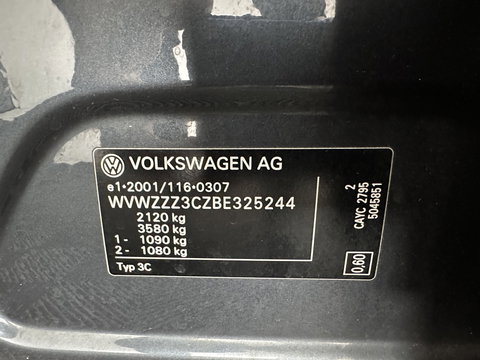 VOLKSWAGEN AG
e1*2001/116*0307
WVWZZZ3CZBE325244
2120 kg
3580 kg
1- 1090 kg
2- 1080 kg
Typ 3C
2
CAYC 2795
5045851
0,60